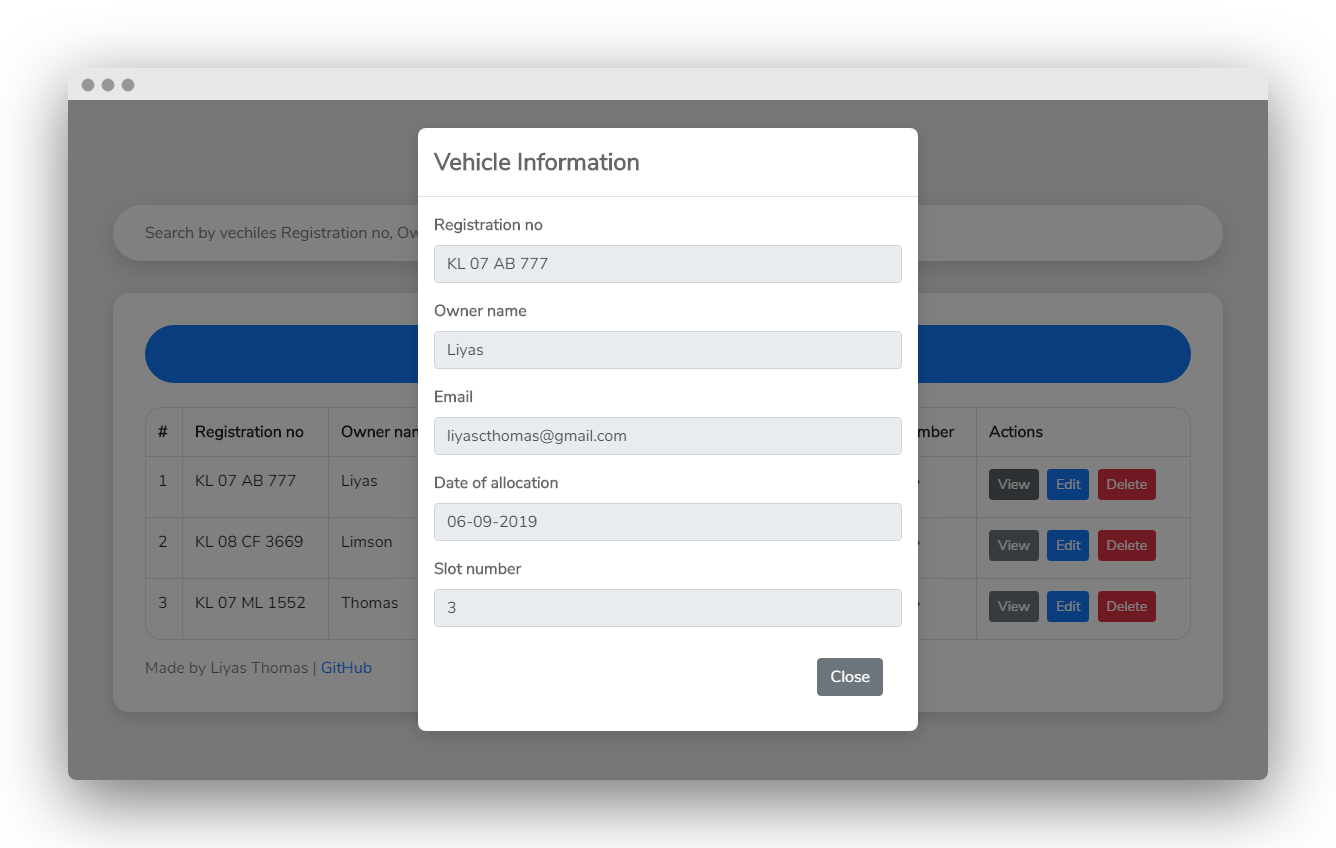 Vehicle Information
Registration no
KL 07 AB 777
Owner name
Liyas
Email
liyascthomas@gmail.com
Date of allocation
06-09-2019
Slot number
3
Close
Search by vechiles Registration no,
# Registration no Owner Actions
1 KL 07 AB 777 Liyas View Edit Delete
2 KL 08 CF 3669 Limson View Edit Delete
3 KL 07 ML 1552 Thomas View Edit Delete
Made by Liyas Thomas | GitHub